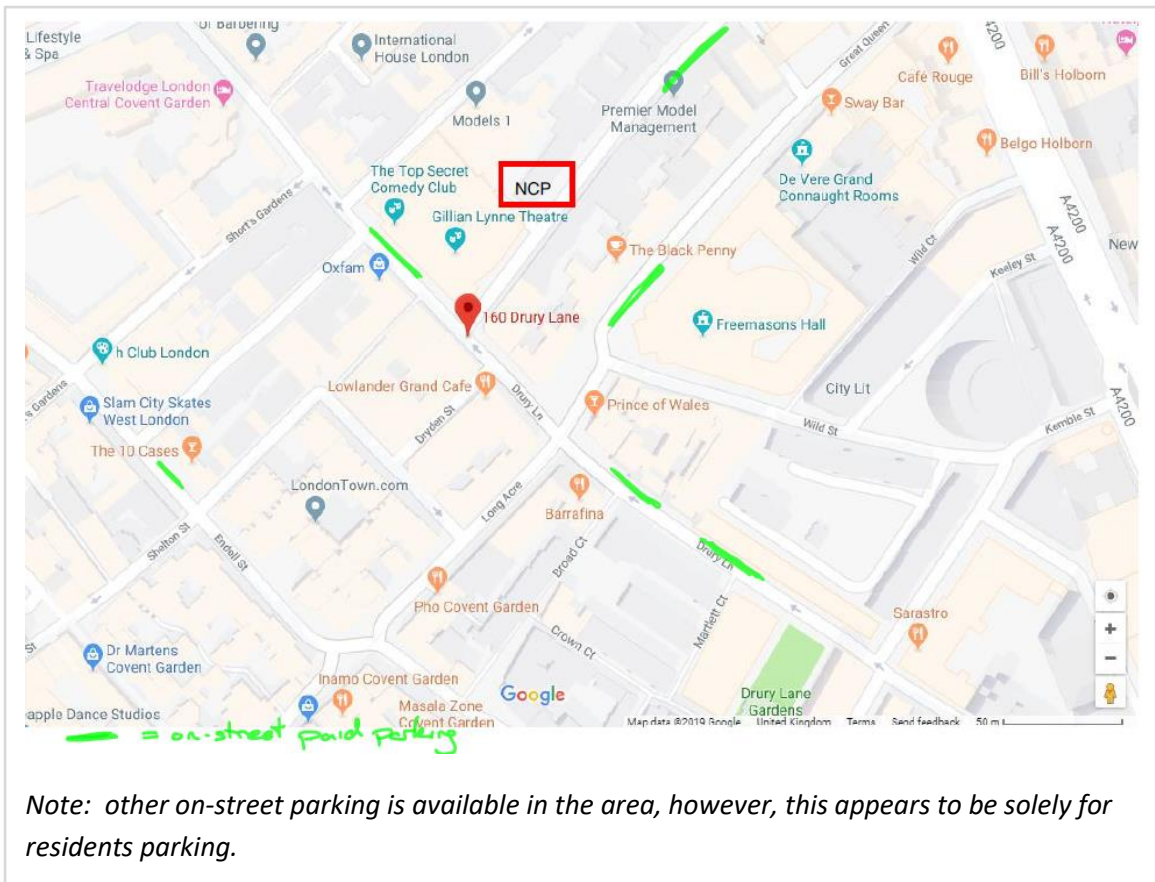 Lifestyle
& Spa
of Barbering
International
House London
Travelodge London
Central Covent Garden
Models 1
Premier Model
Management
Great Queen
Café Rouge
Bill's Holborn
A4200
Sway Bar
Belgo Holborn
The Top Secret
Comedy Club
NCP
De Vere Grand
Connaught Rooms
Short's Gardens
Gillian Lynne Theatre
Oxfam
The Black Penny
Wild Ct
A4200
A4200
New
Keeley St
160 Drury Lane
Freemasons Hall
h Club London
Lowlander Grand Cafe
Drury Ln
City Lit
s Gardens
Slam City Skates
West London
Dryden St
Prince of Wales
Wild St
Kemble St
A4200
The 10 Cases
LondonTown.com
Long Acre
Barrafina
Shelton St
Endell St
Broad Ct
Drury Ln
Pho Covent Garden
Martlett Ct
Sarastro
Crown Ct
Dr Martens
Covent Garden
Inamo Covent Garden
Google
Masala Zone
Covent Garden
Drury Lane
Gardens
eapple Dance Studios
Map data ©2019 Google United Kingdom Terms Send feedback 50 m
= on-street paid parking
Note: other on-street parking is available in the area, however, this appears to be solely for
residents parking.